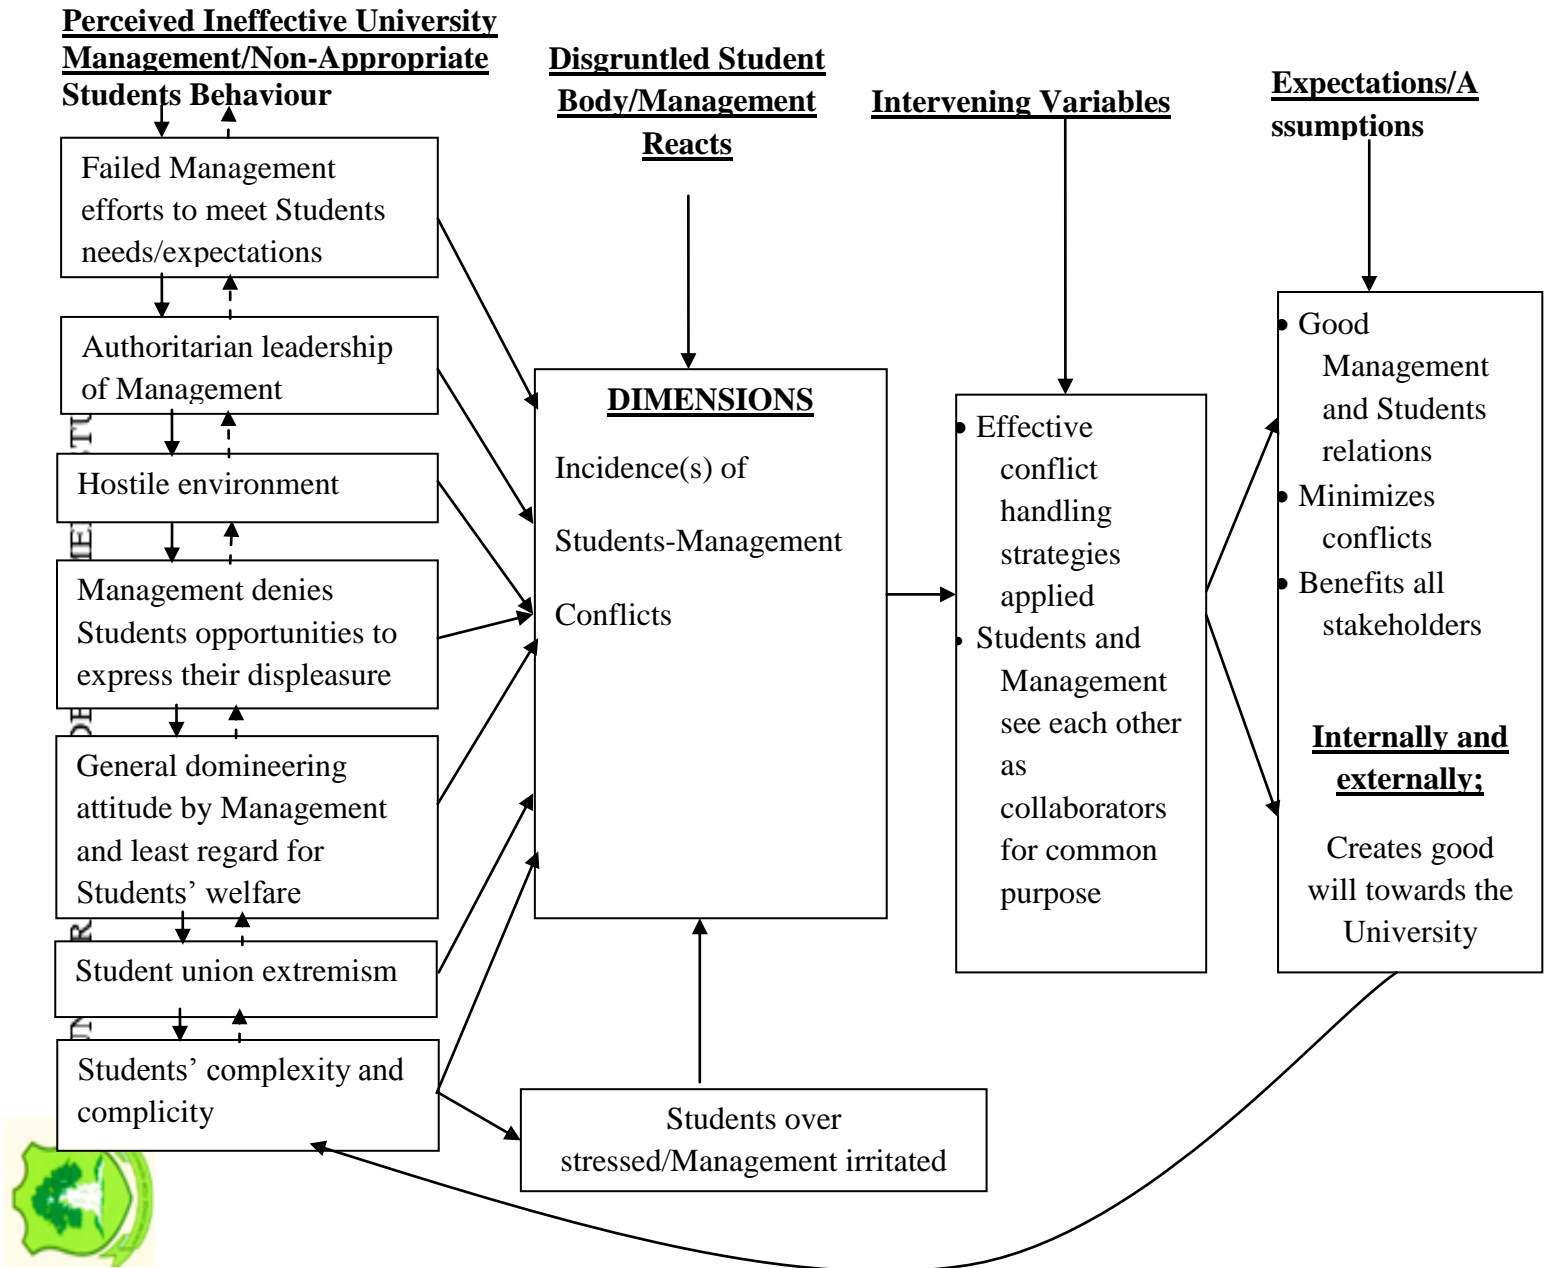 Perceived Ineffective University
Management/Non-Appropriate
Students Behaviour
Failed Management
efforts to meet Students
needs/expectations
Authoritarian leadership
of Management
Hostile environment
Management denies
Students opportunities to
express their displeasure
General domineering
attitude by Management
and least regard for
Students’ welfare
Student union extremism
Students’ complexity and
complicity
Disgruntled Student
Body/Management
Reacts
DIMENSIONS
Incidence(s) of
Students-Management
Conflicts
Students over
stressed/Management irritated
Intervening Variables
• Effective
conflict
handling
strategies
applied
• Students and
Management
see each other
as
collaborators
for common
purpose
Expectations/A
ssumptions
• Good
Management
and Students
relations
• Minimizes
conflicts
• Benefits all
stakeholders
Internally and
externally;
Creates good
will towards the
University